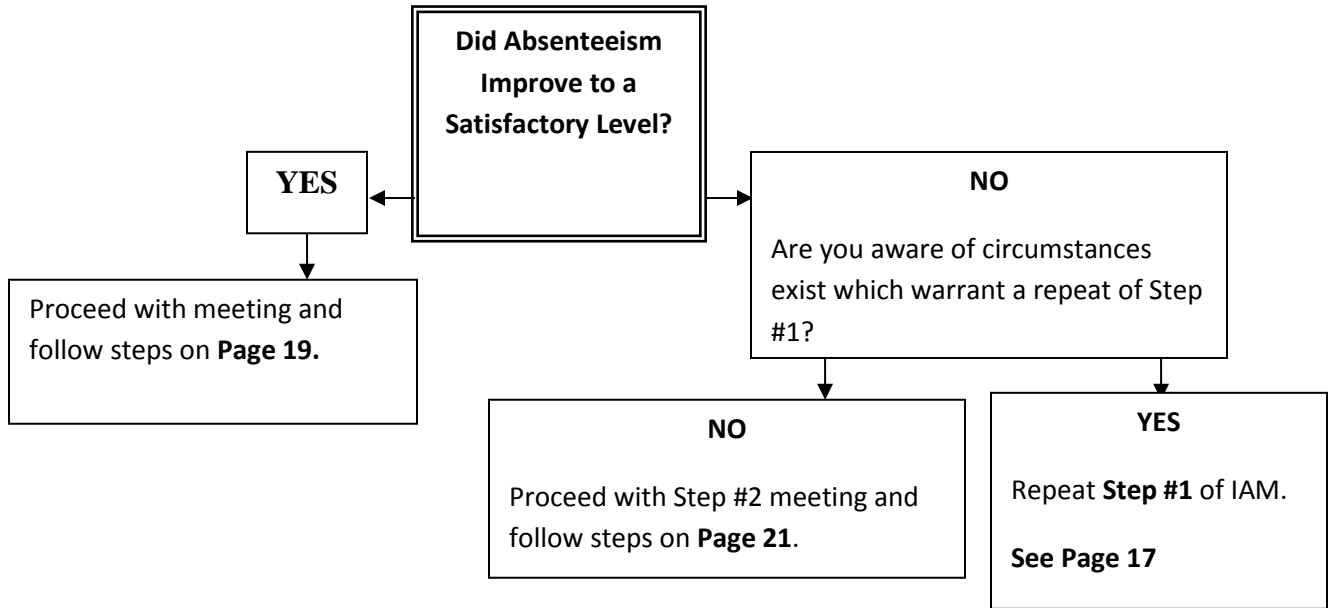 Did Absenteeism
Improve to a
Satisfactory Level?
YES
Proceed with meeting and
follow steps on Page 19.
NO
Are you aware of circumstances
exist which warrant a repeat of Step
#1?
NO
Proceed with Step #2 meeting and
follow steps on Page 21.
YES
Repeat Step #1 of IAM.
See Page 17